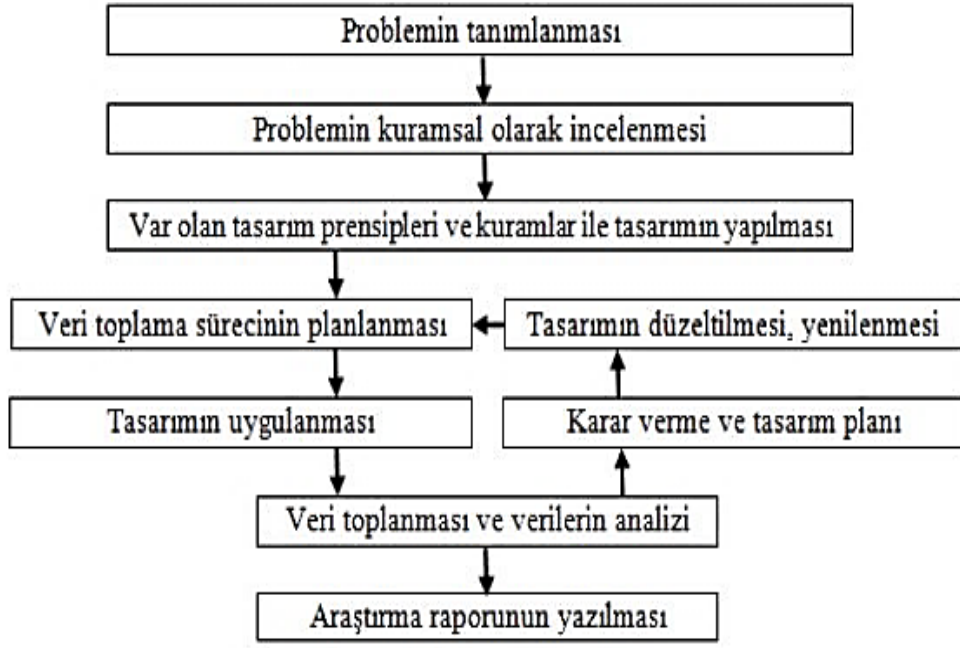 Problemin tanımlanması
Problemin kuramsal olarak incelenmesi
Var olan tasarım prensipleri ve kuramlar ile tasarımın yapılması
Veri toplama sürecinin planlanması
Tasarımın düzeltilmesi, yenilenmesi
Tasarımın uygulanması
Karar verme ve tasarım planı
Veri toplanması ve verilerin analizi
Araştırma raporunun yazılması